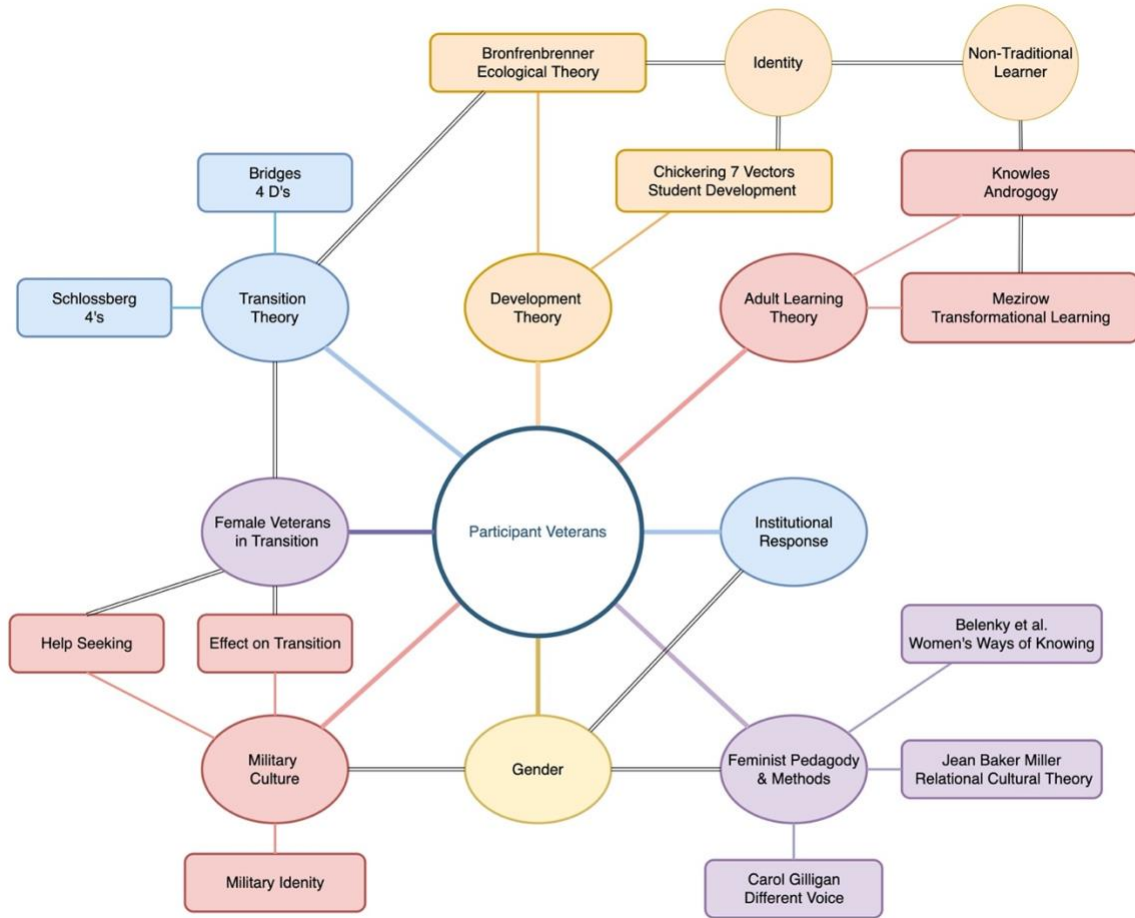 Bronfrenbrenner
Ecological Theory
Identity
Non-Traditional
Learner
Bridges
4 D's
Chickering 7 Vectors
Student Development
Knowles
Androgogy
Schlossberg
4's
Transition
Theory
Development
Theory
Adult Learning
Theory
Mezirow
Transformational Learning
Female Veterans
in Transition
Participant Veterans
Institutional
Response
Help Seeking
Effect on Transition
Belenky et al.
Women's Ways of Knowing
Military
Culture
Gender
Feminist Pedagody
& Methods
Jean Baker Miller
Relational Cultural Theory
Military Idenity
Carol Gilligan
Different Voice